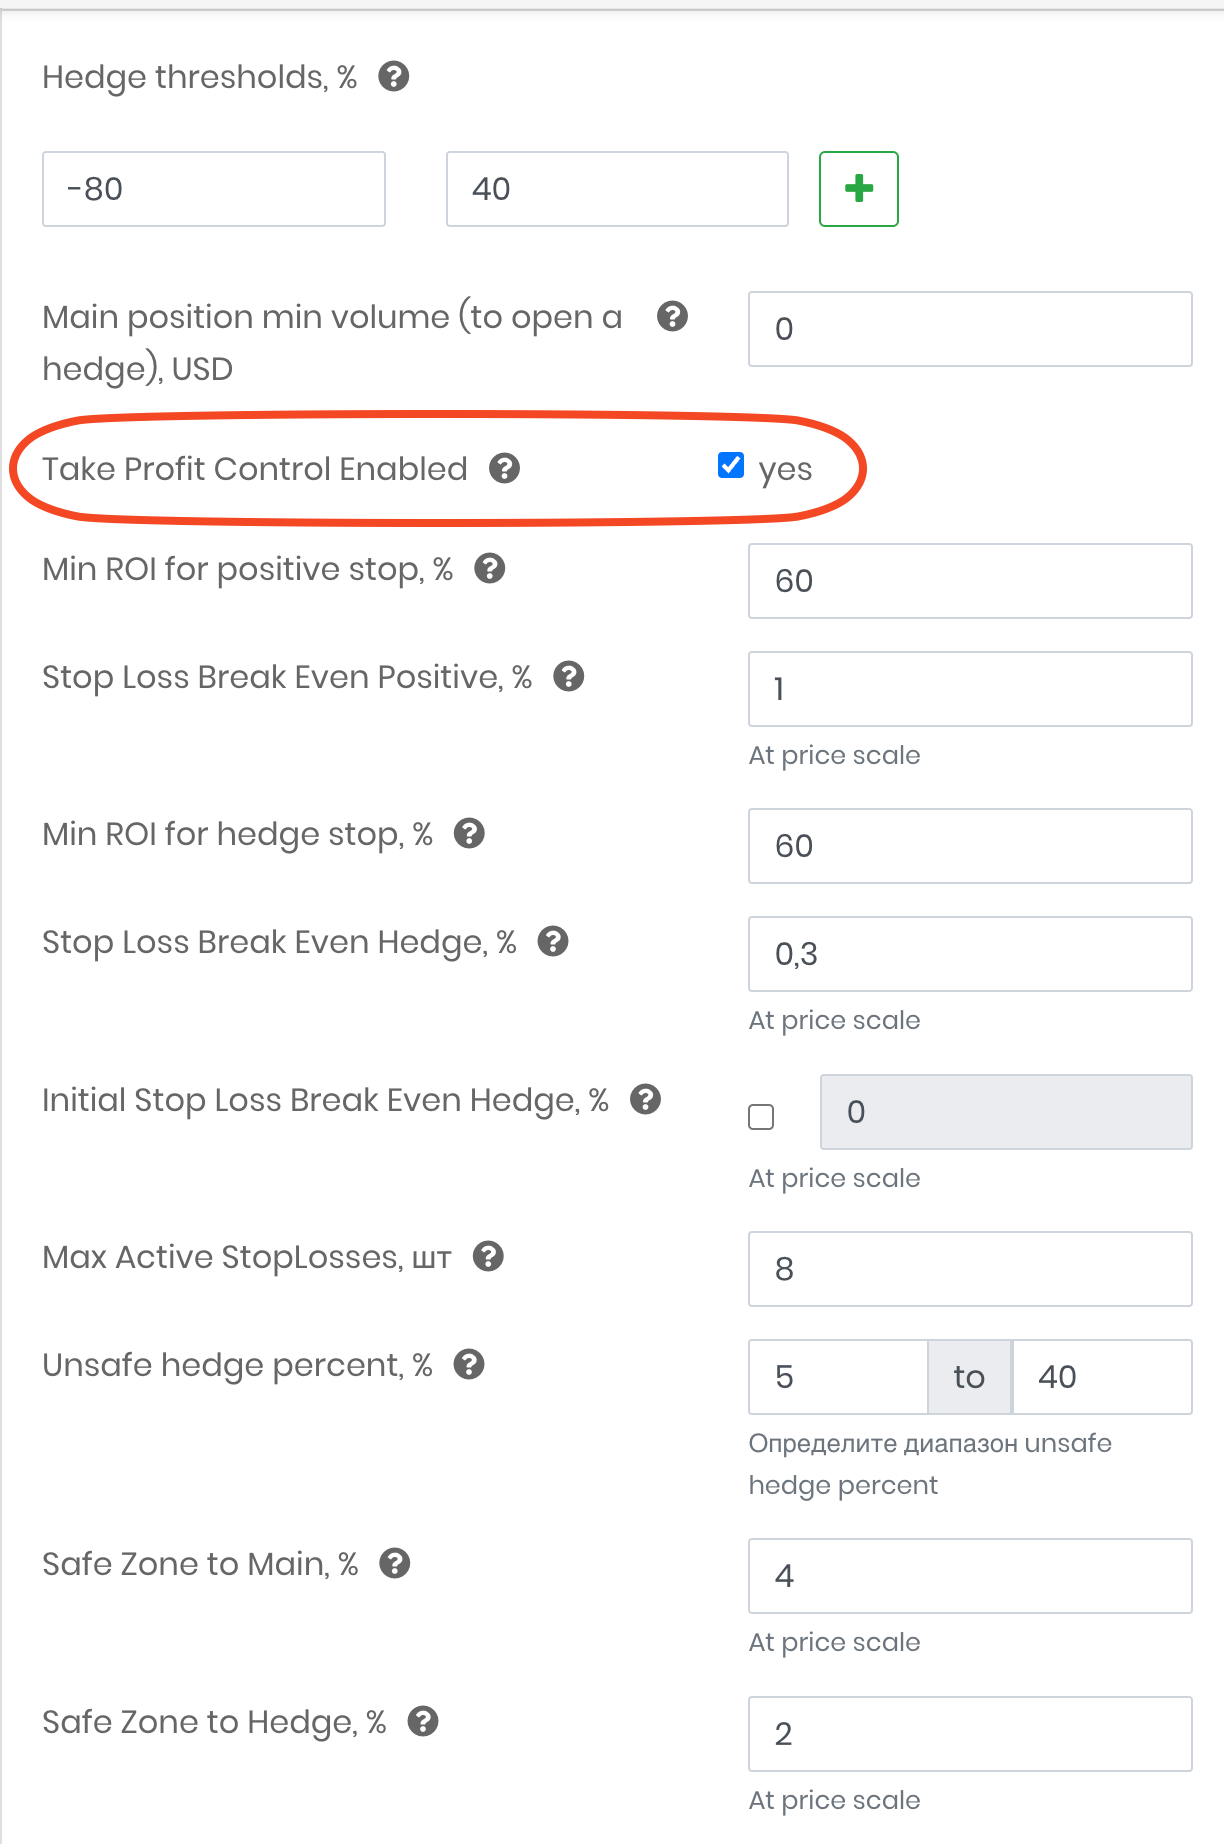 Hedge thresholds, %
-80
40
Main position min volume (to open a
hedge), USD
0
Take Profit Control Enabled
yes
Min ROI for positive stop, %
60
Stop Loss Break Even Positive, %
1
At price scale
Min ROI for hedge stop, %
60
Stop Loss Break Even Hedge, %
0,3
At price scale
Initial Stop Loss Break Even Hedge, %
0
At price scale
Max Active StopLosses, шт
8
Unsafe hedge percent, %
5 to 40
Определите диапазон unsafe
hedge percent
Safe Zone to Main, %
4
At price scale
Safe Zone to Hedge, %
2
At price scale